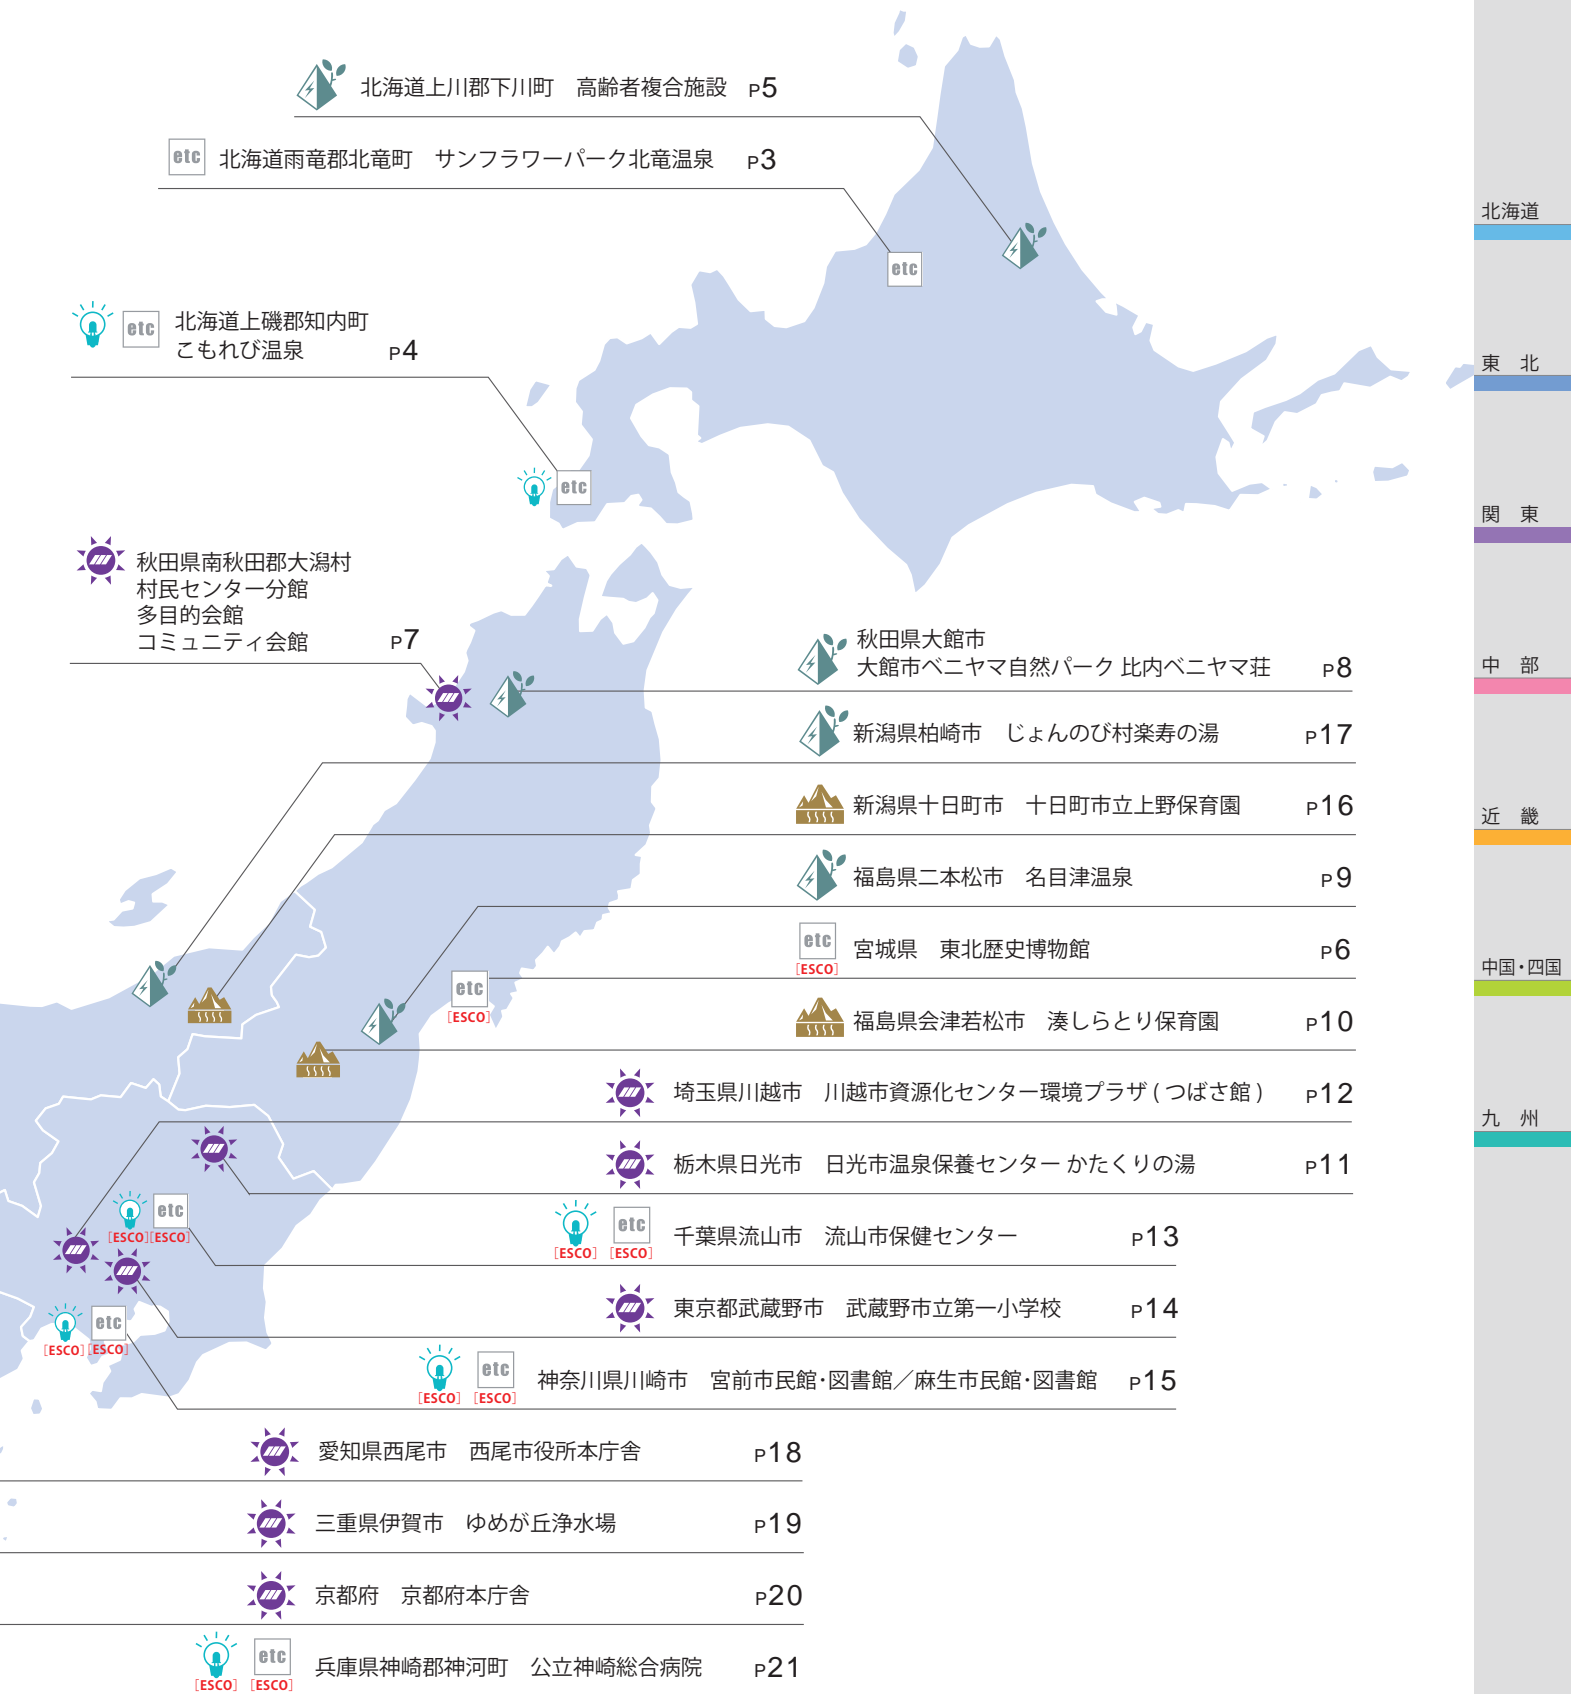 北海道上川郡下川町　高齢者複合施設　P5
etc 北海道雨竜郡北竜町　サンフラワーパーク北竜温泉　P3
etc
etc 北海道上磯郡知内町
こもれび温泉　P4
etc
秋田県南秋田郡大潟村
村民センター分館
多目的会館
コミュニティ会館　P7
秋田県大館市
大館市ベニヤマ自然パーク 比内ベニヤマ荘　P8
新潟県柏崎市　じょんのび村楽寿の湯　P17
新潟県十日町市　十日町市立上野保育園　P16
福島県二本松市　名目津温泉　P9
etc
[ESCO]
宮城県　東北歴史博物館　P6
etc
[ESCO]
福島県会津若松市　湊しらとり保育園　P10
埼玉県川越市　川越市資源化センター環境プラザ ( つばさ館 )　P12
栃木県日光市　日光市温泉保養センター かたくりの湯　P11
etc
[ESCO][ESCO]
etc
[ESCO] [ESCO]
千葉県流山市　流山市保健センター　P13
東京都武蔵野市　武蔵野市立第一小学校　P14
etc
[ESCO] [ESCO]
etc
[ESCO] [ESCO]
神奈川県川崎市　宮前市民館・図書館／麻生市民館・図書館　P15
愛知県西尾市　西尾市役所本庁舎　P18
三重県伊賀市　ゆめが丘浄水場　P19
京都府　京都府本庁舎　P20
etc
[ESCO] [ESCO]
兵庫県神崎郡神河町　公立神崎総合病院　P21
北海道
東　北
関　東
中　部
近　畿
中国・四国
九　州